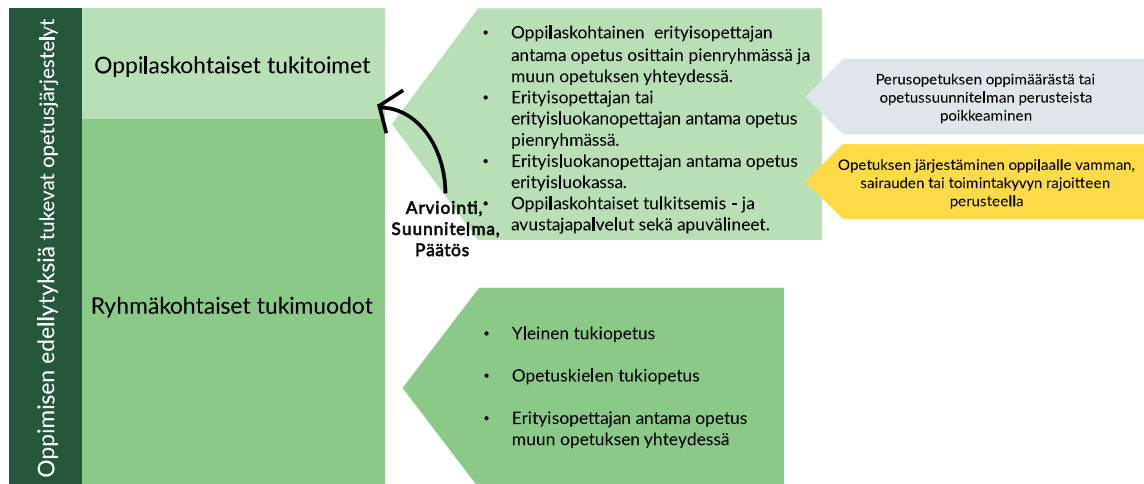 Oppimisen edellytyksiä tukevat opetusjärjestelyt
Oppilaskohtaiset tukitoimet
Ryhmäkohtaiset tukimuodot
Arviointi,
Suunnitelma,
Päätös
• Oppilaskohtainen erityisopettajan
antama opetus osittain pienryhmässä ja
muun opetuksen yhteydessä.
• Erityisopettajan tai
erityisluokanopettajan antama opetus
pienryhmässä.
• Erityisluokanopettajan antama opetus
erityisluokassa.
• Oppilaskohtaiset tulkitsemis - ja
avustajapalvelut sekä apuvälineet.
Perusopetuksen oppimäärästä tai
opetussuunnitelman perusteista
poikkeaminen
Opetuksen järjestäminen oppilaalle vamman,
sairauden tai toimintakyvyn rajoitteen
perusteella
• Yleinen tukiopetus
• Opetuskielen tukiopetus
• Erityisopettajan antama opetus
muun opetuksen yhteydessä